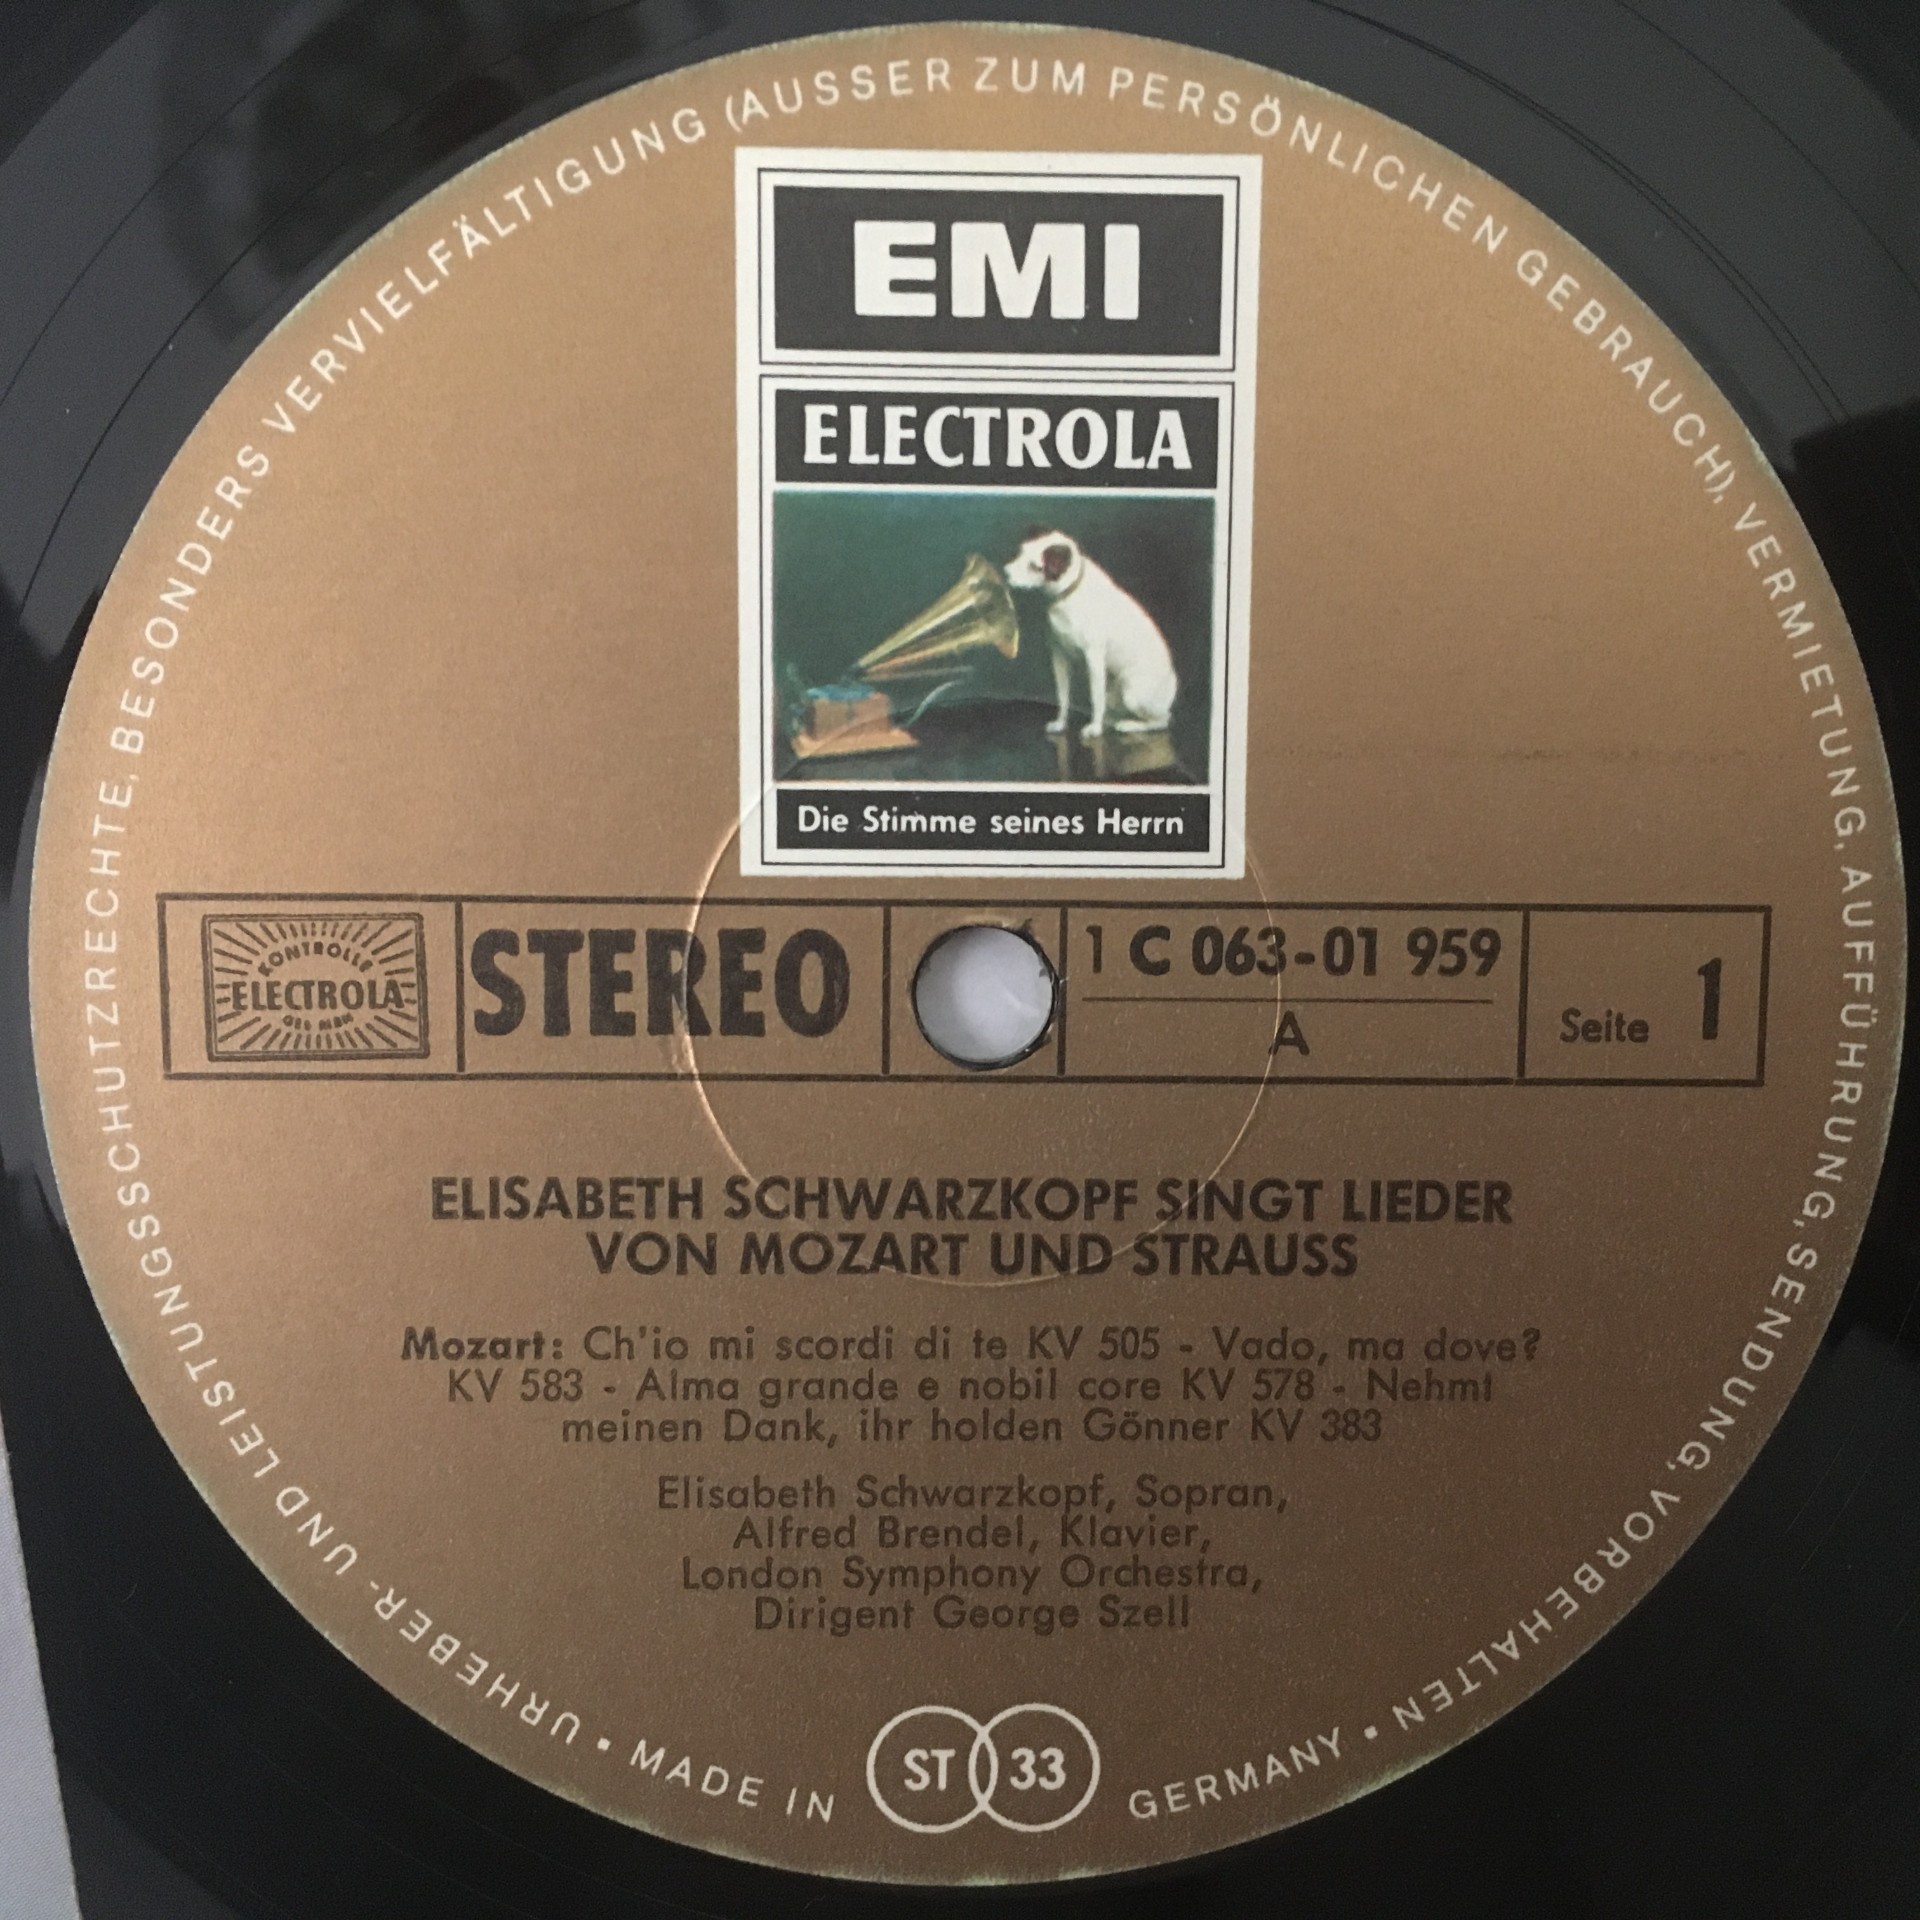 EMI
ELECTROLA
Die Stimme seines Herrn
KONTROLLE
ELECTROLA
GES MBH
STEREO
1 C 063-01 959
A
Seite 1
ELISABETH SCHWARZKOPF SINGT LIEDER
VON MOZART UND STRAUSS
Mozart: Ch'io mi scordi di te KV 505 - Vado, ma dove?
KV 583 - Alma grande e nobil core KV 578 - Nehmt
meinen Dank, ihr holden Gönner KV 383
Elisabeth Schwarzkopf, Sopran,
Alfred Brendel, Klavier,
London Symphony Orchestra,
Dirigent George Szell
ST 33
URHEBER- UND LEISTUNGSSCHUTZRECHTE, BESONDERS VERVIELFÄLTIGUNG (AUSSER ZUM PERSÖNLICHEN GEBRAUCH), VERMIETUNG, AUFFÜHRUNG, SENDUNG, VORBEHALTEN •
MADE IN GERMANY •